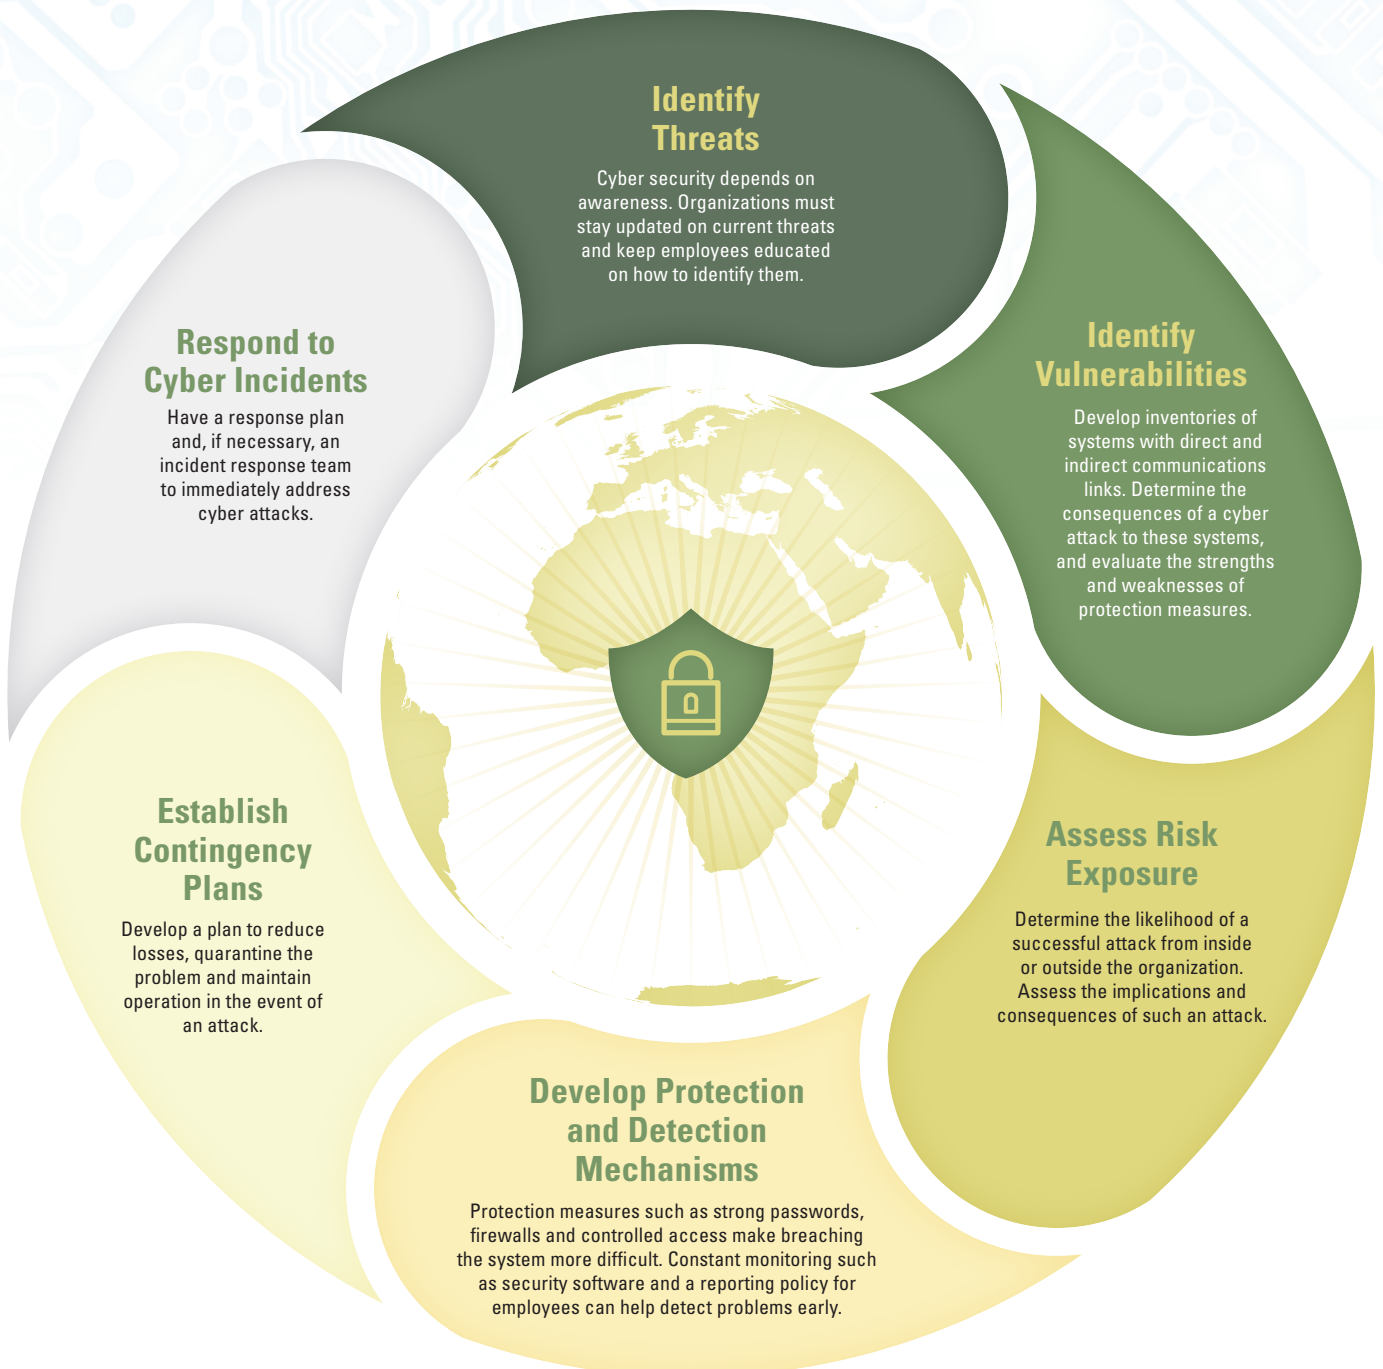 Identify
Threats
Cyber security depends on
awareness. Organizations must
stay updated on current threats
and keep employees educated
on how to identify them.
Identify
Vulnerabilities
Develop inventories of
systems with direct and
indirect communications
links. Determine the
consequences of a cyber
attack to these systems,
and evaluate the strengths
and weaknesses of
protection measures.
Assess Risk
Exposure
Determine the likelihood of a
successful attack from inside
or outside the organization.
Assess the implications and
consequences of such an attack.
Develop Protection
and Detection
Mechanisms
Protection measures such as strong passwords,
firewalls and controlled access make breaching
the system more difficult. Constant monitoring such
as security software and a reporting policy for
employees can help detect problems early.
Establish
Contingency
Plans
Develop a plan to reduce
losses, quarantine the
problem and maintain
operation in the event of
an attack.
Respond to
Cyber Incidents
Have a response plan
and, if necessary, an
incident response team
to immediately address
cyber attacks.